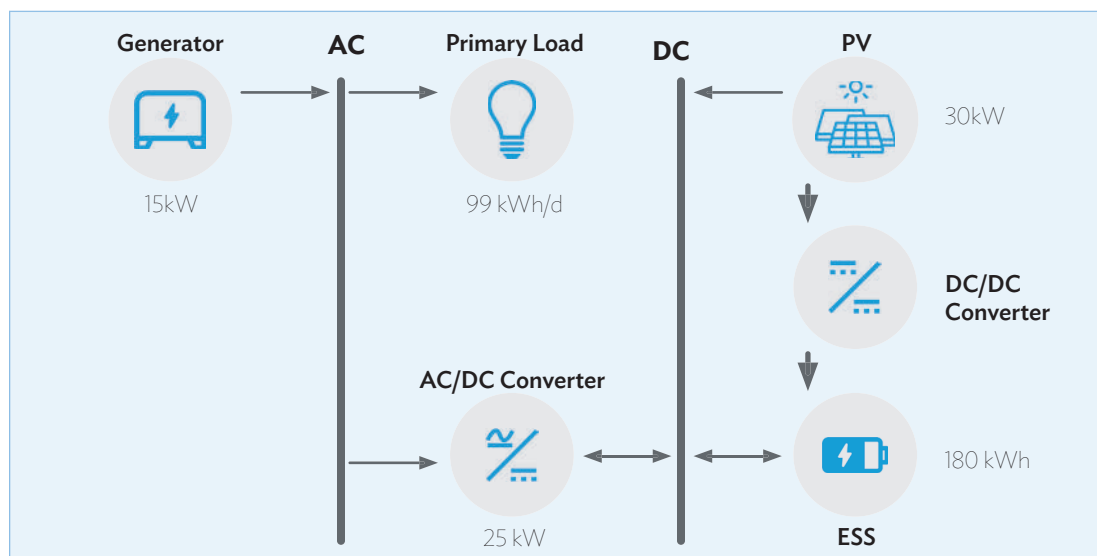 Generator
AC
Primary Load
DC
PV
30kW
15kW
99 kWh/d
DC/DC
Converter
AC/DC Converter
180 kWh
25 kW
ESS